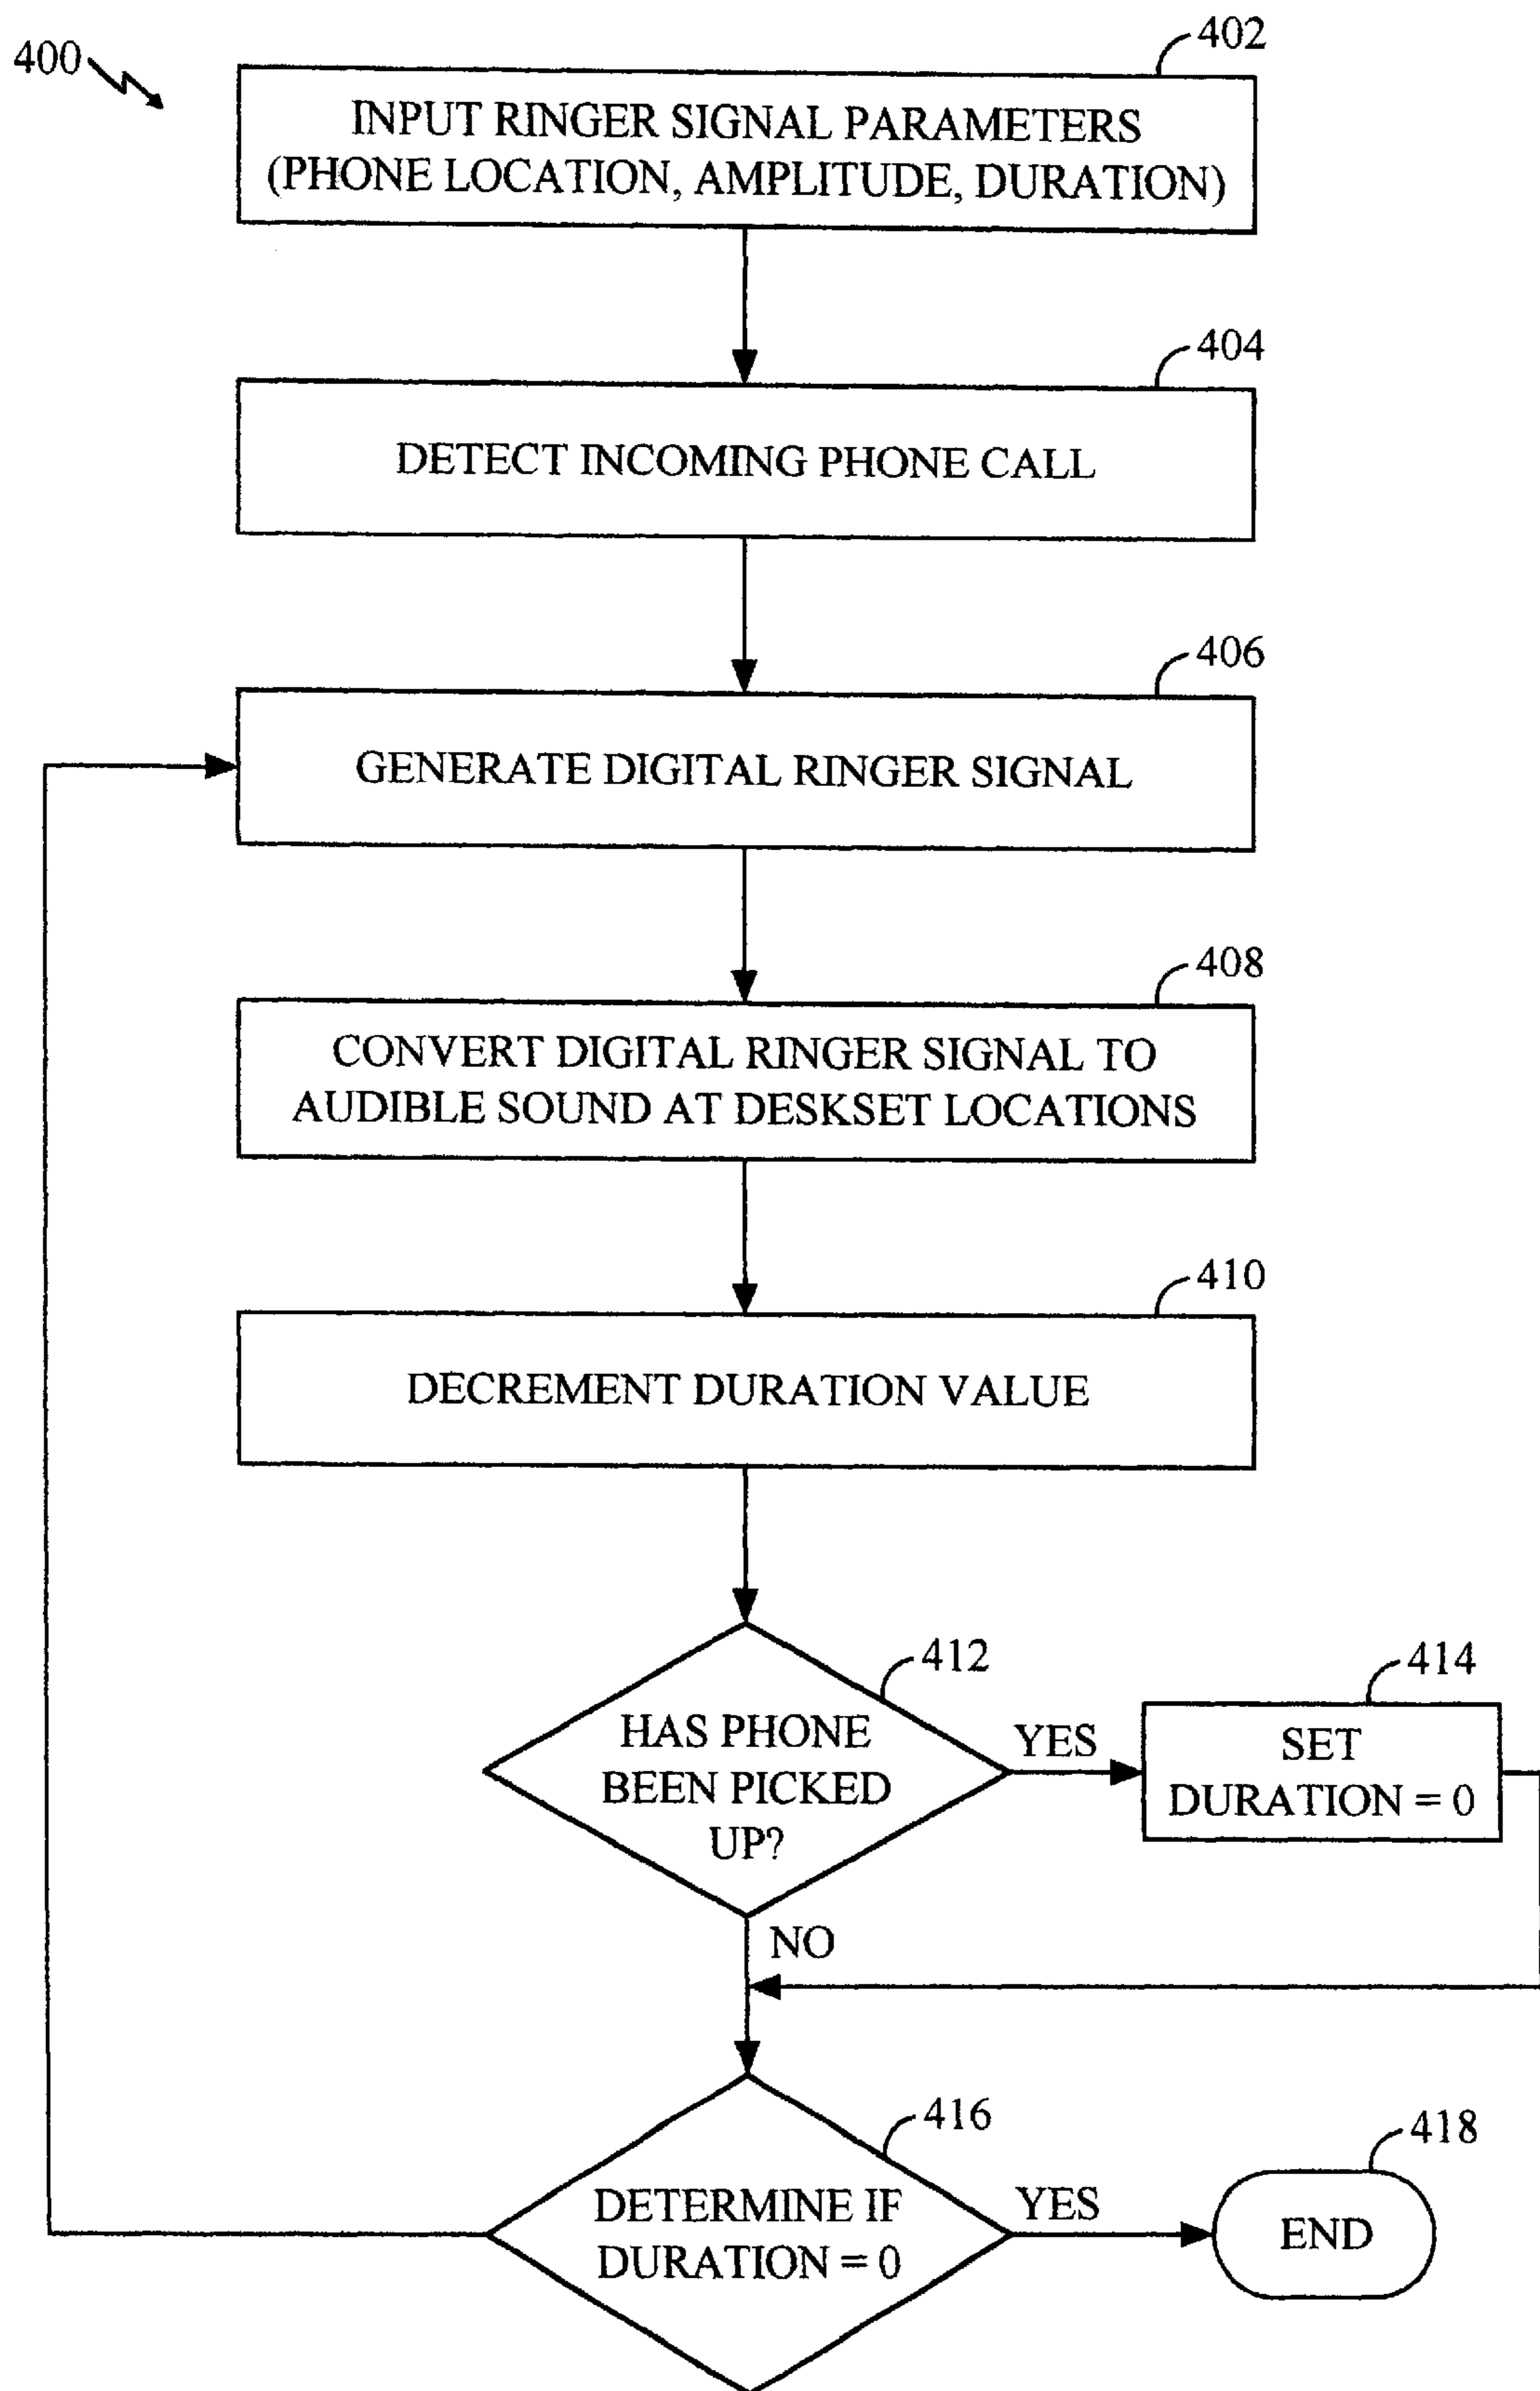 400
402
INPUT RINGER SIGNAL PARAMETERS
(PHONE LOCATION, AMPLITUDE, DURATION)
404
DETECT INCOMING PHONE CALL
406
GENERATE DIGITAL RINGER SIGNAL
408
CONVERT DIGITAL RINGER SIGNAL TO
AUDIBLE SOUND AT DESKSET LOCATIONS
410
DECREMENT DURATION VALUE
412
HAS PHONE
BEEN PICKED
UP?
YES
414
SET
DURATION = 0
NO
416
DETERMINE IF
DURATION = 0
YES
418
END